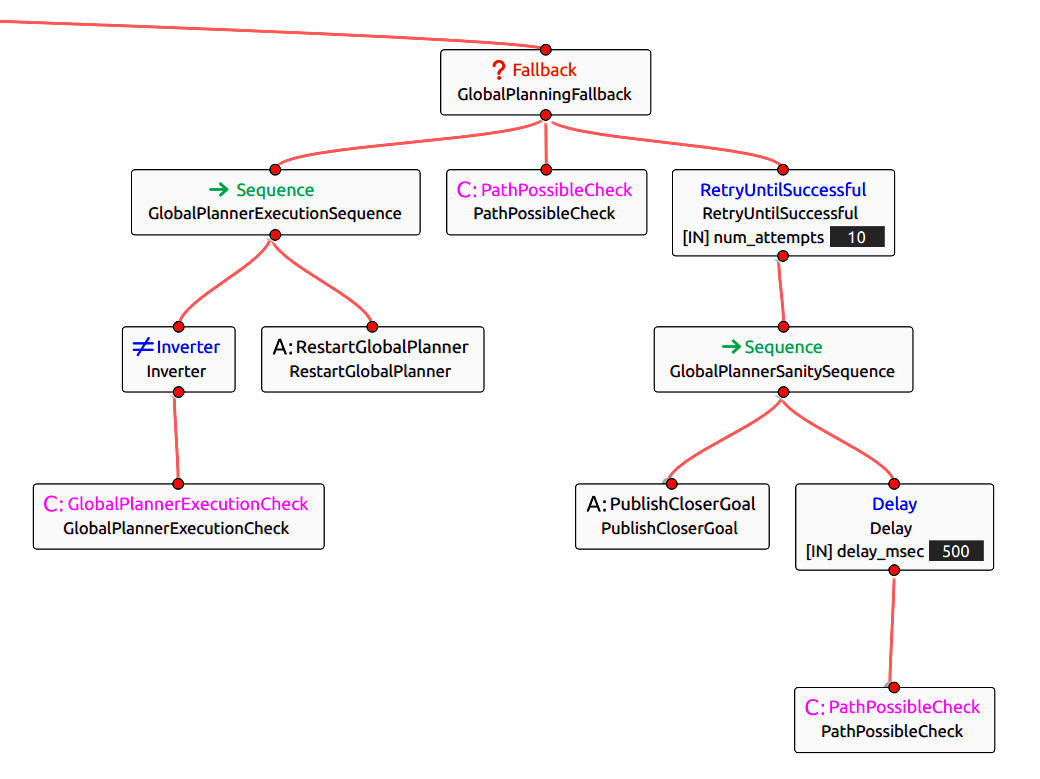 ? Fallback
GlobalPlanningFallback
→ Sequence
GlobalPlannerExecutionSequence
C: PathPossibleCheck
PathPossibleCheck
RetryUntilSuccessful
RetryUntilSuccessful
[IN] num_attempts 10
≠ Inverter
Inverter
A: RestartGlobalPlanner
RestartGlobalPlanner
→ Sequence
GlobalPlannerSanitySequence
C: GlobalPlannerExecutionCheck
GlobalPlannerExecutionCheck
A: PublishCloserGoal
PublishCloserGoal
Delay
Delay
[IN] delay_msec 500
C: PathPossibleCheck
PathPossibleCheck